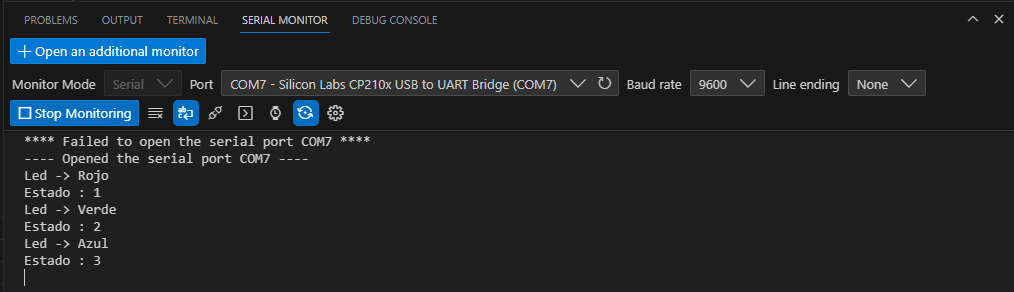 PROBLEMS OUTPUT TERMINAL SERIAL MONITOR DEBUG CONSOLE
+ Open an additional monitor
Monitor Mode Serial Port COM7 - Silicon Labs CP210x USB to UART Bridge (COM7) Baud rate 9600 Line ending None
Stop Monitoring
**** Failed to open the serial port COM7 ****
---- Opened the serial port COM7 ----
Led -> Rojo
Estado : 1
Led -> Verde
Estado : 2
Led -> Azul
Estado : 3